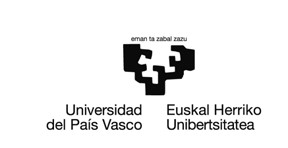 eman ta zabal zazu
Universidad
del País Vasco
Euskal Herriko
Unibertsitatea